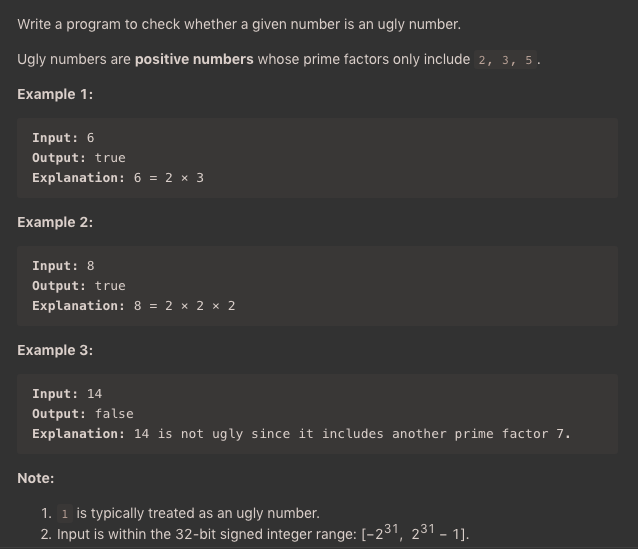 Write a program to check whether a given number is an ugly number.
Ugly numbers are positive numbers whose prime factors only include 2, 3, 5.
Example 1:
Input: 6
Output: true
Explanation: 6 = 2 × 3
Example 2:
Input: 8
Output: true
Explanation: 8 = 2 × 2 × 2
Example 3:
Input: 14
Output: false
Explanation: 14 is not ugly since it includes another prime factor 7.
Note:
1. 1 is typically treated as an ugly number.
2. Input is within the 32-bit signed integer range: [−2³¹, 2³¹ − 1].